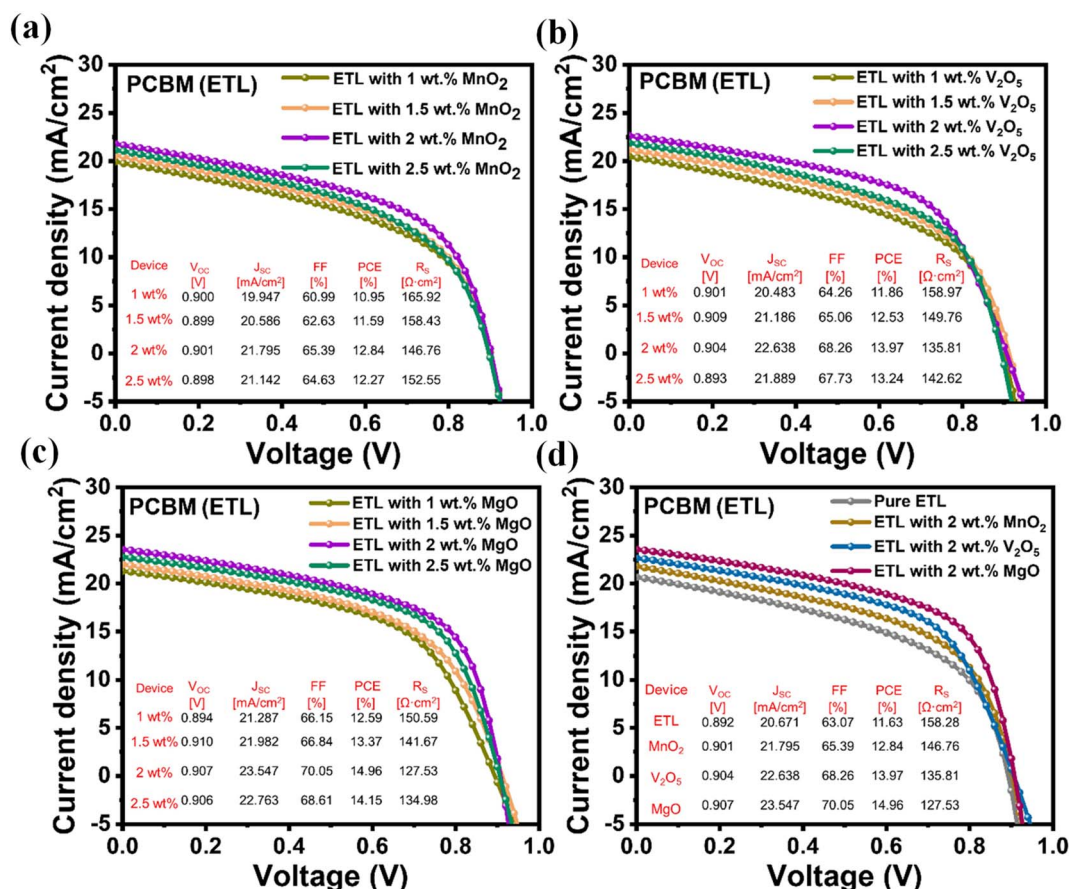 (a)
PCBM (ETL)
ETL with 1 wt.% MnO₂
ETL with 1.5 wt.% MnO₂
ETL with 2 wt.% MnO₂
ETL with 2.5 wt.% MnO₂
Current density (mA/cm²)
30
25
20
15
10
5
0
-5
Device V_OC [V] J_SC [mA/cm²] FF [%] PCE [%] R_S [Ω·cm²]
1 wt% 0.900 19.947 60.99 10.95 165.92
1.5 wt% 0.899 20.586 62.63 11.59 158.43
2 wt% 0.901 21.795 65.39 12.84 146.76
2.5 wt% 0.898 21.142 64.63 12.27 152.55
0.0 0.2 0.4 0.6 0.8 1.0
Voltage (V)
(b)
PCBM (ETL)
ETL with 1 wt.% V₂O₅
ETL with 1.5 wt.% V₂O₅
ETL with 2 wt.% V₂O₅
ETL with 2.5 wt.% V₂O₅
Current density (mA/cm²)
30
25
20
15
10
5
0
-5
Device V_OC [V] J_SC [mA/cm²] FF [%] PCE [%] R_S [Ω·cm²]
1 wt% 0.901 20.483 64.26 11.86 158.97
1.5 wt% 0.909 21.186 65.06 12.53 149.76
2 wt% 0.904 22.638 68.26 13.97 135.81
2.5 wt% 0.893 21.889 67.73 13.24 142.62
0.0 0.2 0.4 0.6 0.8 1.0
Voltage (V)
(c)
PCBM (ETL)
ETL with 1 wt.% MgO
ETL with 1.5 wt.% MgO
ETL with 2 wt.% MgO
ETL with 2.5 wt.% MgO
Current density (mA/cm²)
30
25
20
15
10
5
0
-5
Device V_OC [V] J_SC [mA/cm²] FF [%] PCE [%] R_S [Ω·cm²]
1 wt% 0.894 21.287 66.15 12.59 150.59
1.5 wt% 0.910 21.982 66.84 13.37 141.67
2 wt% 0.907 23.547 70.05 14.96 127.53
2.5 wt% 0.906 22.763 68.61 14.15 134.98
0.0 0.2 0.4 0.6 0.8 1.0
Voltage (V)
(d)
PCBM (ETL)
Pure ETL
ETL with 2 wt.% MnO₂
ETL with 2 wt.% V₂O₅
ETL with 2 wt.% MgO
Current density (mA/cm²)
30
25
20
15
10
5
0
-5
Device V_OC [V] J_SC [mA/cm²] FF [%] PCE [%] R_S [Ω·cm²]
ETL 0.892 20.671 63.07 11.63 158.28
MnO₂ 0.901 21.795 65.39 12.84 146.76
V₂O₅ 0.904 22.638 68.26 13.97 135.81
MgO 0.907 23.547 70.05 14.96 127.53
0.0 0.2 0.4 0.6 0.8 1.0
Voltage (V)